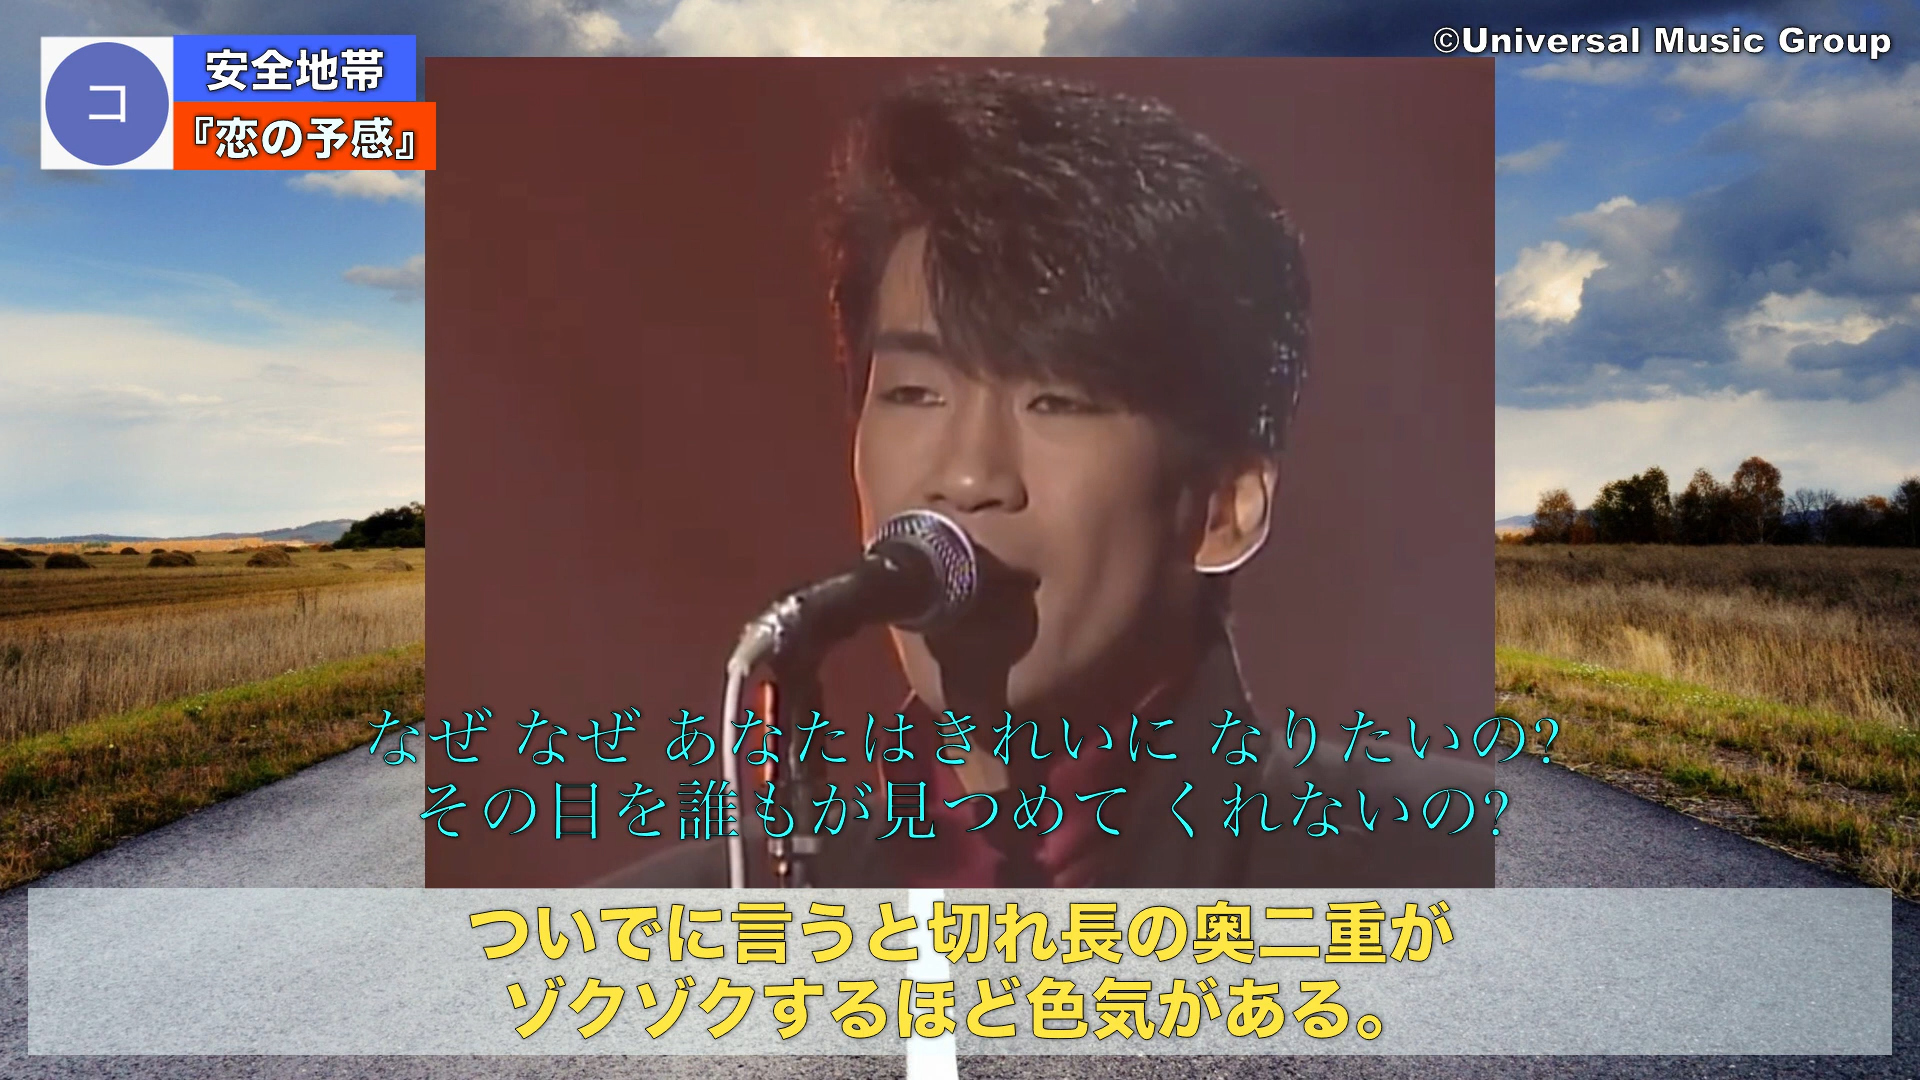 コ
安全地帯
『恋の予感』
©Universal Music Group
なぜ なぜ あなたはきれいに なりたいの?
その目を誰もが見つめて くれないの?
ついでに言うと切れ長の奥二重が
ゾクゾクするほど色気がある。